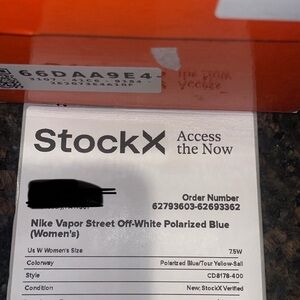 66DAA9E4-
StockX Access
the Now
Order Number
62793603-62693362
Nike Vapor Street Off-White Polarized Blue
(Women's)
US W Women's Size 7.5W
Colorway Polarized Blue/Tour Yellow-Sail
Style CD8178-400
Condition New, StockX Verified